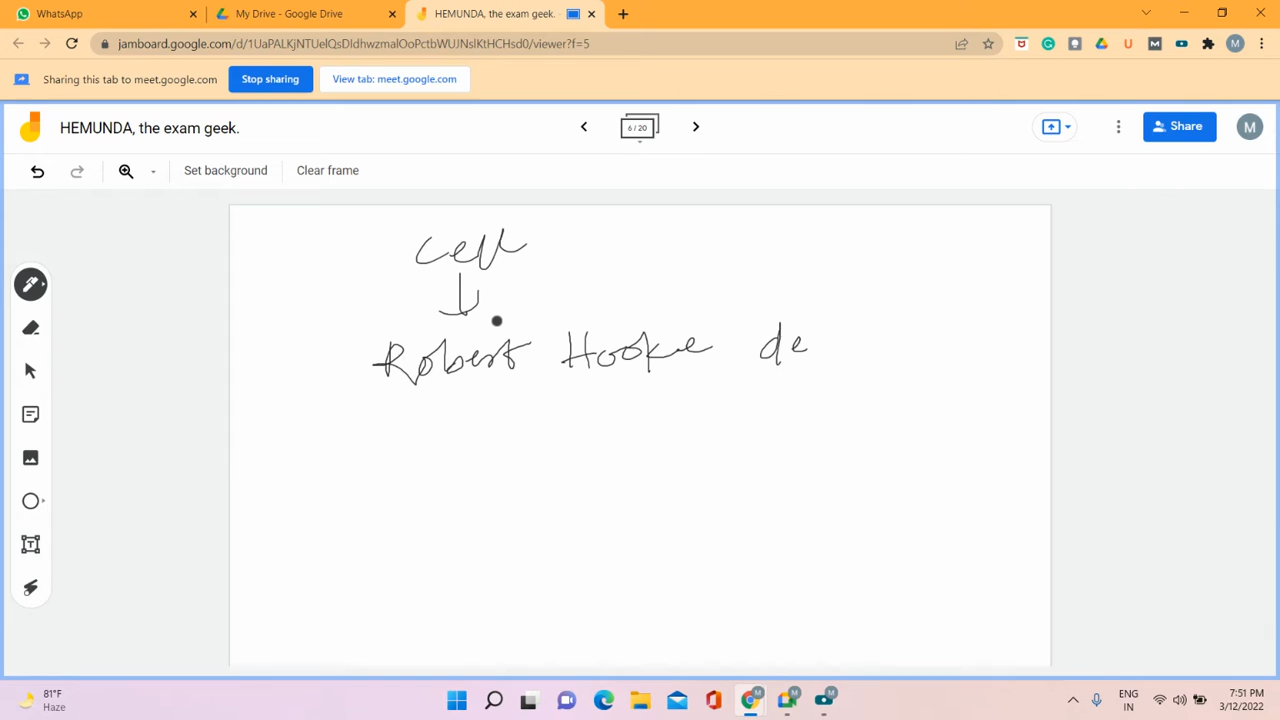 WhatsApp
My Drive - Google Drive
HEMUNDA, the exam geek.
jamboard.google.com/d/1UaPALKjNTUelQsDIdhwzmalOoPctbWUNslKtHCHsd0/viewer?f=5
Sharing this tab to meet.google.com
Stop sharing
View tab: meet.google.com
HEMUNDA, the exam geek.
6 / 20
Share
M
Set background
Clear frame
Cell
Robert Hooke de
81°F
Haze
ENG
IN
7:51 PM
3/12/2022